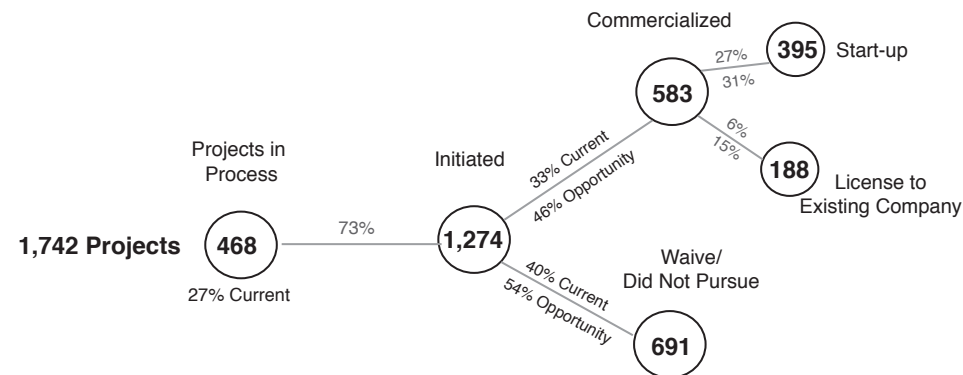 Commercialized
27%
395
Start-up
31%
583
6%
15%
188
License to
Existing Company
33% Current
46% Opportunity
Projects in
Process
Initiated
73%
1,742 Projects
468
1,274
27% Current
40% Current
54% Opportunity
Waive/
Did Not Pursue
691